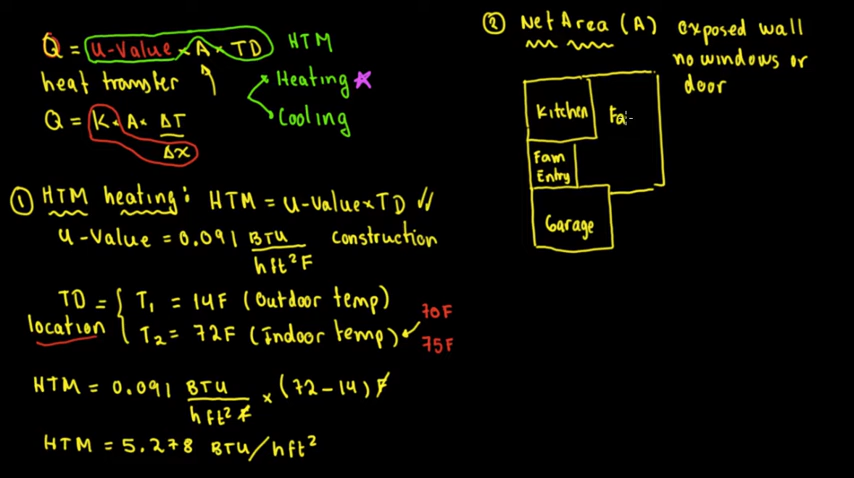 Q = U-Value × A × TD HTM
heat transfer
Heating ★
Q = K × A × ΔT
Δx
Cooling
① HTM heating: HTM = U-Value×TD
U-Value = 0.091 BTU construction
hft²F
TD = { T₁ = 14F (Outdoor temp)
location T₂ = 72F (Indoor temp)
70F
75F
HTM = 0.091 BTU × (72-14)F
hft²F
HTM = 5.278 BTU/hft²
② Net Area (A) exposed wall
no windows or
door
Kitchen
Fa
Fam
Entry
Garage